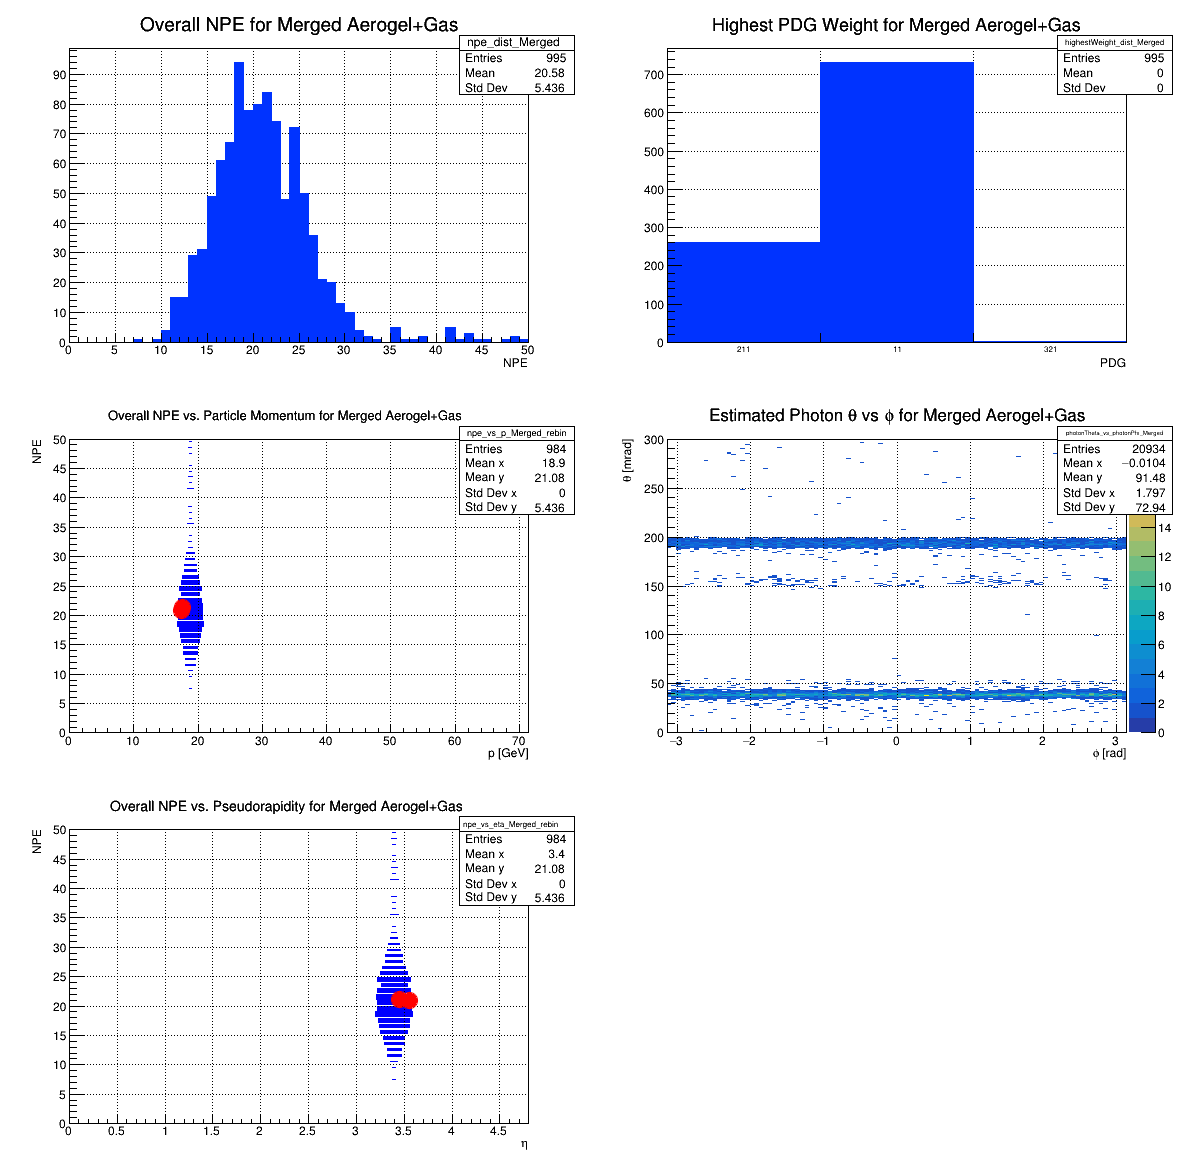 Overall NPE for Merged Aerogel+Gas
npe_dist_Merged
Entries 995
Mean 20.58
Std Dev 5.436
90
80
70
60
50
40
30
20
10
0
0 5 10 15 20 25 30 35 40 45 50
NPE
Highest PDG Weight for Merged Aerogel+Gas
highestWeight_dist_Merged
Entries 995
Mean 0
Std Dev 0
700
600
500
400
300
200
100
0
211 11 321
PDG
Overall NPE vs. Particle Momentum for Merged Aerogel+Gas
npe_vs_p_Merged_rebin
Entries 984
Mean x 18.9
Mean y 21.08
Std Dev x 0
Std Dev y 5.436
NPE
50
45
40
35
30
25
20
15
10
5
0
0 10 20 30 40 50 60 70
p [GeV]
Estimated Photon θ vs ϕ for Merged Aerogel+Gas
photonTheta_vs_photonPhi_Merged
Entries 20934
Mean x −0.0104
Mean y 91.48
Std Dev x 1.797
Std Dev y 72.94
θ [mrad]
300
250
200
150
100
50
0
−3 −2 −1 0 1 2 3
ϕ [rad]
14
12
10
8
6
4
2
0
Overall NPE vs. Pseudorapidity for Merged Aerogel+Gas
npe_vs_eta_Merged_rebin
Entries 984
Mean x 3.4
Mean y 21.08
Std Dev x 0
Std Dev y 5.436
NPE
50
45
40
35
30
25
20
15
10
5
0
0 0.5 1 1.5 2 2.5 3 3.5 4 4.5
η